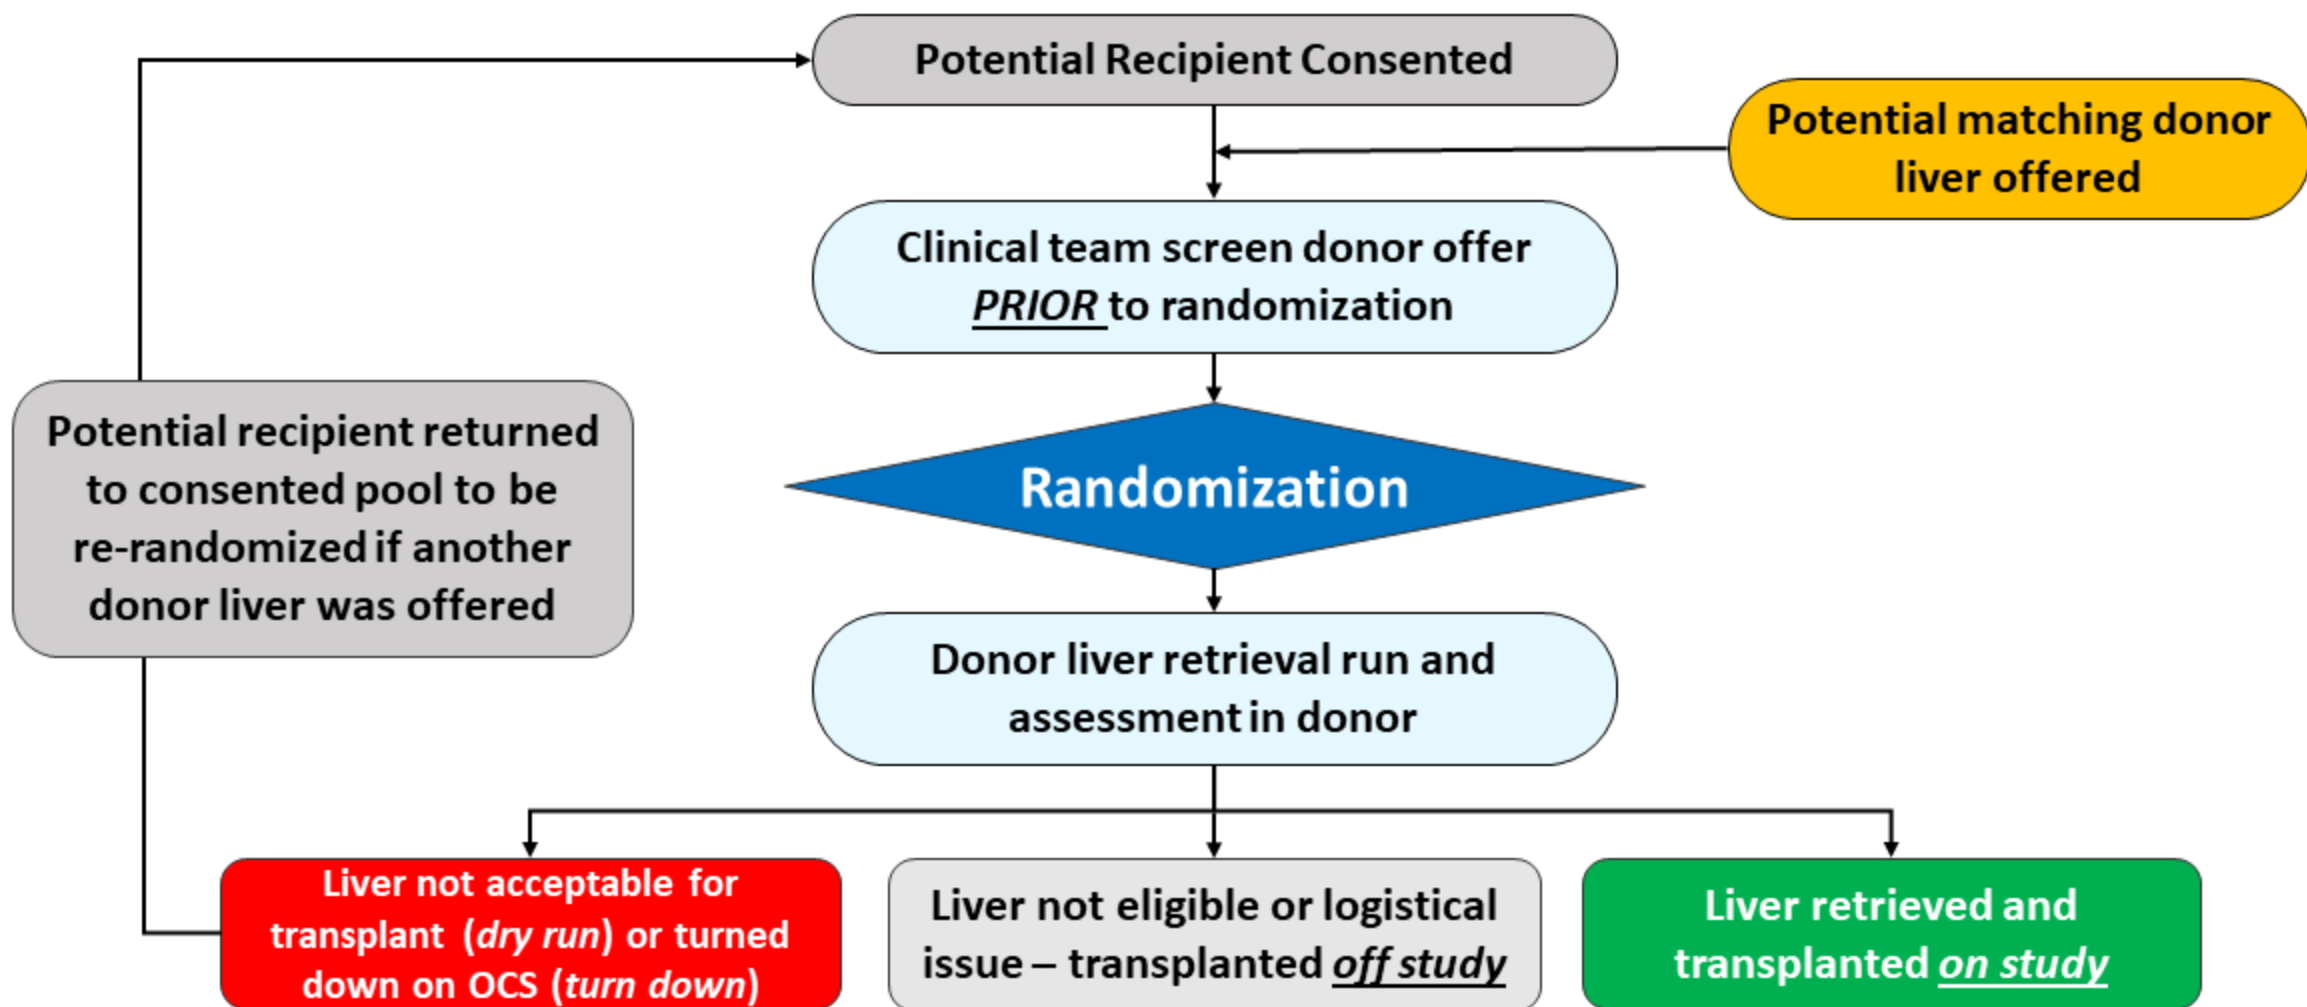 Potential Recipient Consented
Potential matching donor
liver offered
Clinical team screen donor offer
PRIOR to randomization
Randomization
Potential recipient returned
to consented pool to be
re-randomized if another
donor liver was offered
Donor liver retrieval run and
assessment in donor
Liver not acceptable for
transplant (dry run) or turned
down on OCS (turn down)
Liver not eligible or logistical
issue – transplanted off study
Liver retrieved and
transplanted on study